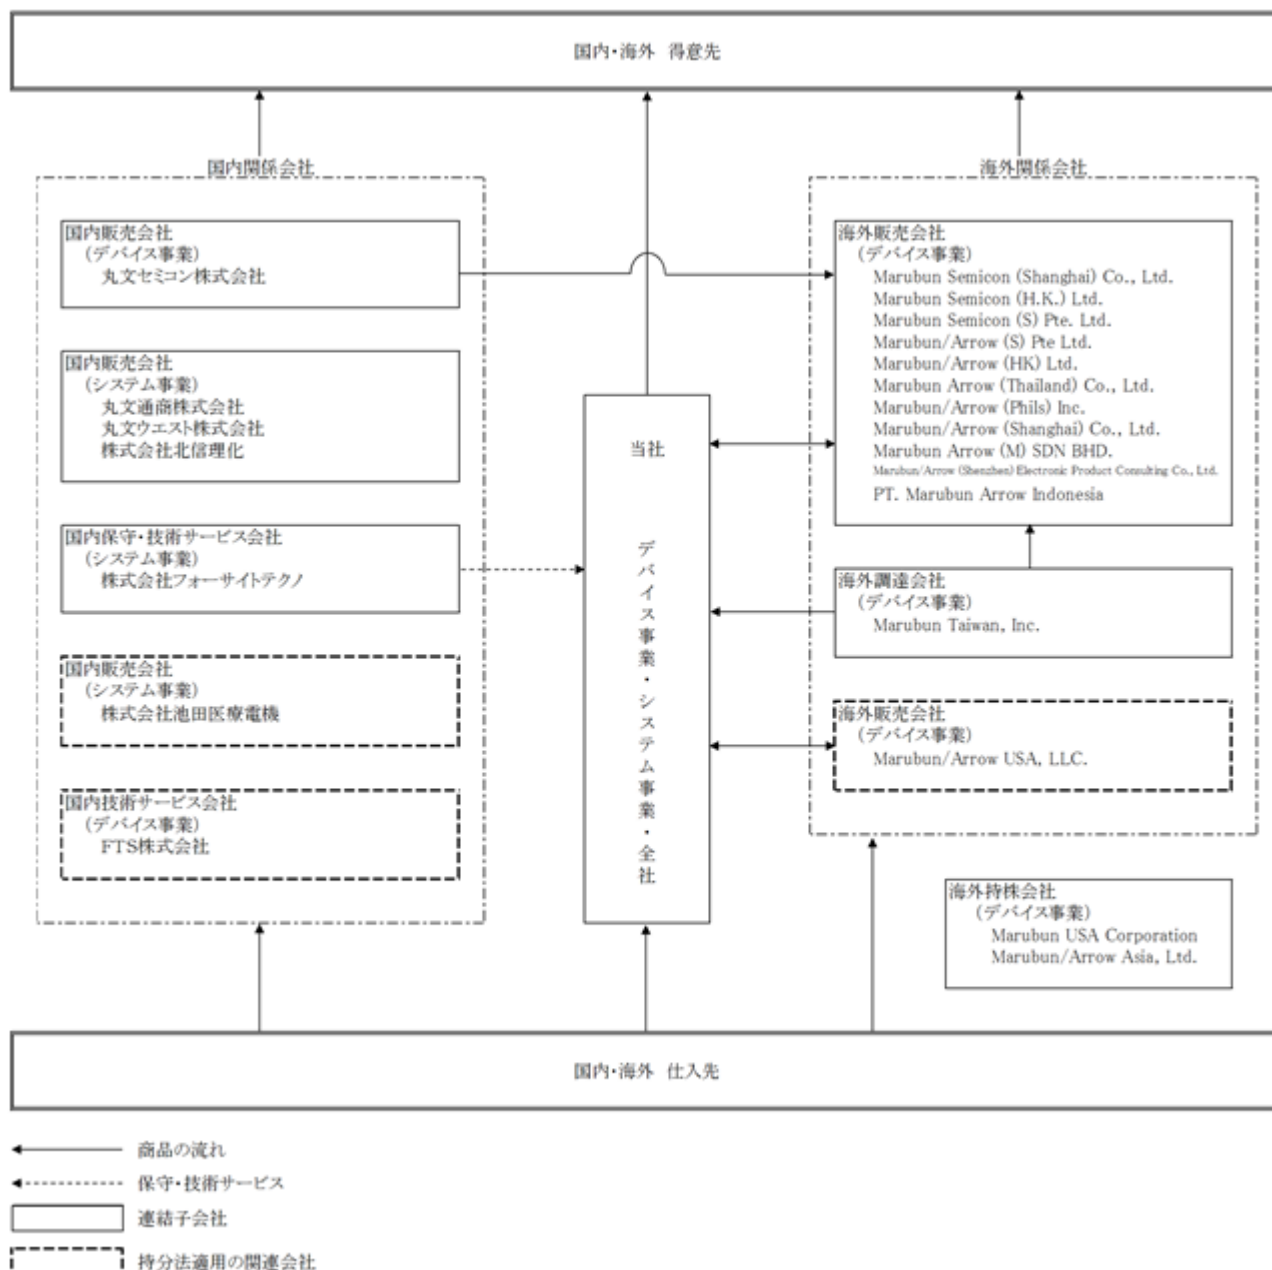 国内・海外 得意先
国内関係会社
国内販売会社
(デバイス事業)
丸文セミコン株式会社
国内販売会社
(システム事業)
丸文通商株式会社
丸文ウエスト株式会社
株式会社北信理化
国内保守・技術サービス会社
(システム事業)
株式会社フォーサイトテクノ
国内販売会社
(システム事業)
株式会社池田医療電機
国内技術サービス会社
(デバイス事業)
FTS株式会社
当社
デバイス事業・システム事業・全社
海外関係会社
海外販売会社
(デバイス事業)
Marubun Semicon (Shanghai) Co., Ltd.
Marubun Semicon (H.K.) Ltd.
Marubun Semicon (S) Pte. Ltd.
Marubun/Arrow (S) Pte Ltd.
Marubun/Arrow (HK) Ltd.
Marubun Arrow (Thailand) Co., Ltd.
Marubun/Arrow (Phils) Inc.
Marubun/Arrow (Shanghai) Co., Ltd.
Marubun Arrow (M) SDN BHD.
Marubun/Arrow (Shenzhen) Electronic Product Consulting Co., Ltd.
PT. Marubun Arrow Indonesia
海外調達会社
(デバイス事業)
Marubun Taiwan, Inc.
海外販売会社
(デバイス事業)
Marubun/Arrow USA, LLC.
海外持株会社
(デバイス事業)
Marubun USA Corporation
Marubun/Arrow Asia, Ltd.
国内・海外 仕入先
商品の流れ
保守・技術サービス
連結子会社
持分法適用の関連会社